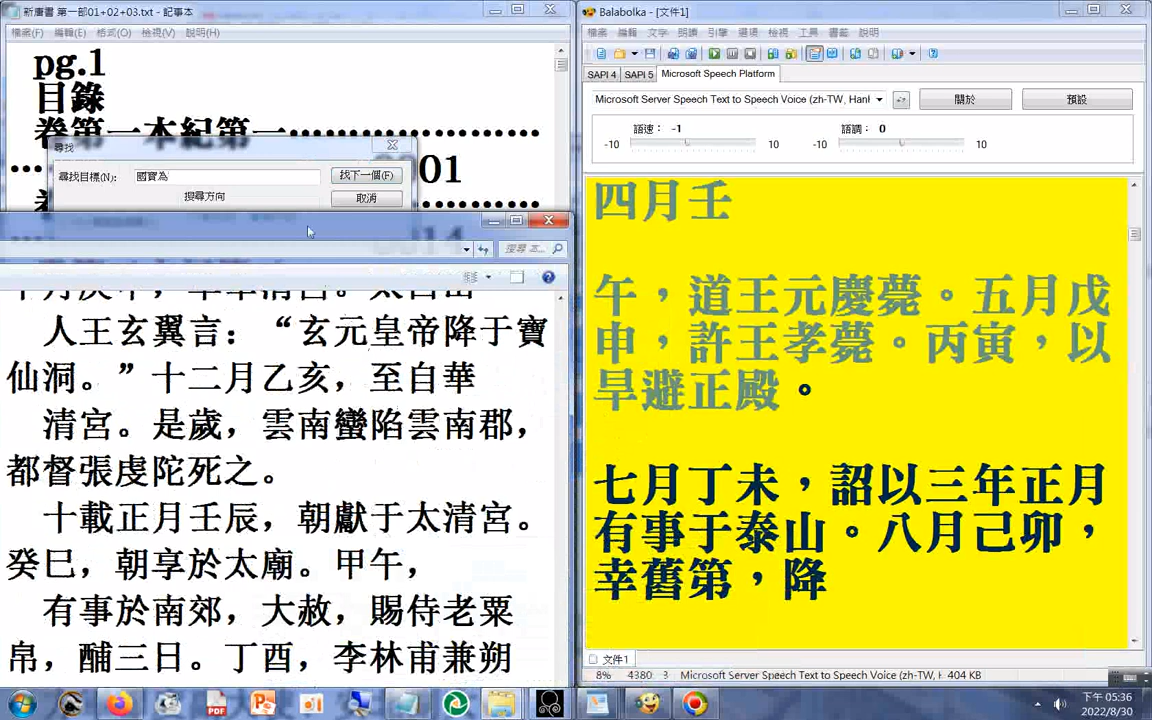 新唐書 第一部01+02+03.txt - 記事本
檔案(F) 編輯(E) 格式(O) 檢視(V) 說明(H)
pg.1
目錄
卷第一本紀第一
01
尋找
尋找目標(N): 國寶為
找下一個(F)
搜尋方向
取消
搜尋 本...
人王玄翼言：“玄元皇帝降于寶
仙洞。”十二月乙亥，至自華
清宮。是歲，雲南蠻陷雲南郡，
都督張虔陀死之。
十載正月壬辰，朝獻于太清宮。
癸巳，朝享於太廟。甲午，
有事於南郊，大赦，賜侍老粟
帛，酺三日。丁酉，李林甫兼朔
Balabolka - [文件1]
檔案 編輯 文字 朗讀 引擎 選項 檢視 工具 書籤 說明
SAPI 4 SAPI 5 Microsoft Speech Platform
Microsoft Server Speech Text to Speech Voice (zh-TW, Hanl
關於
預設
語速： -1
語調： 0
-10 10 -10 10
四月壬
午，道王元慶薨。五月戊
申，許王孝薨。丙寅，以
旱避正殿。
七月丁未，詔以三年正月
有事于泰山。八月己卯，
幸舊第，降
文件1
8% 4380: 3 Microsoft Server Speech Text to Speech Voice (zh-TW, H 404 KB
下午 05:36
2022/8/30